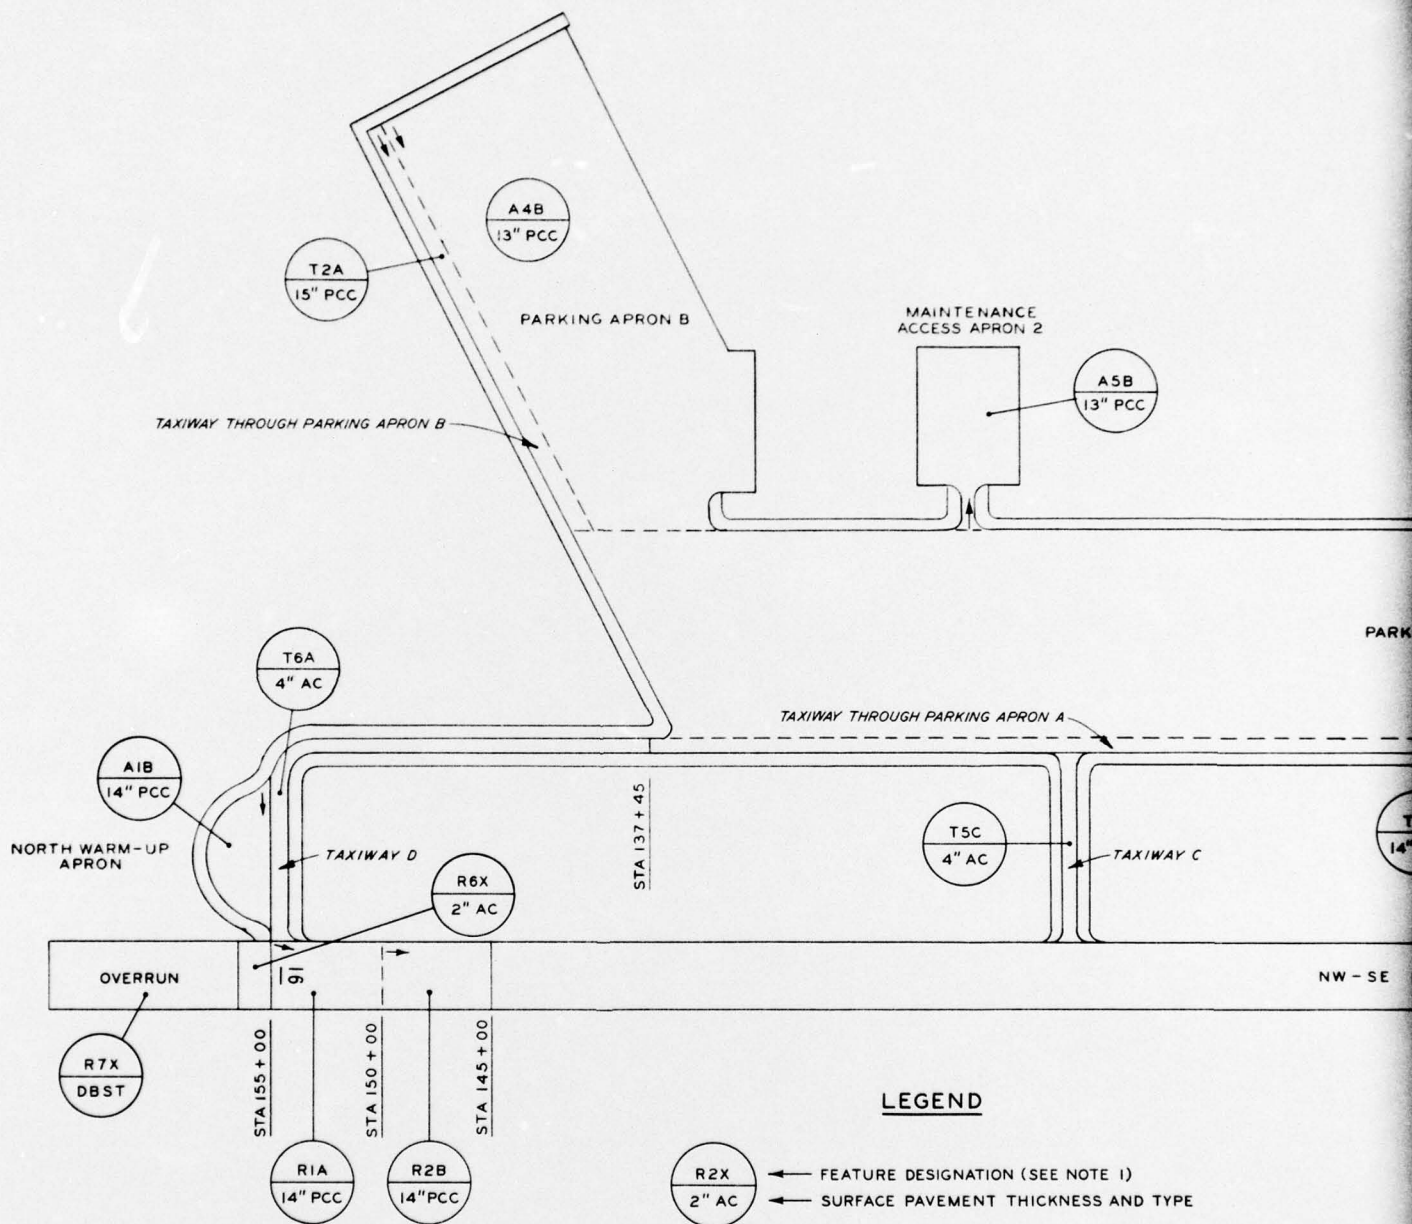 A4B
13" PCC
T2A
15" PCC
PARKING APRON B
MAINTENANCE
ACCESS APRON 2
A5B
13" PCC
TAXIWAY THROUGH PARKING APRON B
T6A
4" AC
PARK
TAXIWAY THROUGH PARKING APRON A
A1B
14" PCC
NORTH WARM-UP
APRON
TAXIWAY D
STA 137 + 45
T5C
4" AC
TAXIWAY C
T
14"
R6X
2" AC
OVERRUN
16
NW - SE
R7X
DBST
STA 155 + 00
STA 150 + 00
STA 145 + 00
R1A
14" PCC
R2B
14" PCC
LEGEND
R2X
2" AC
FEATURE DESIGNATION (SEE NOTE 1)
SURFACE PAVEMENT THICKNESS AND TYPE